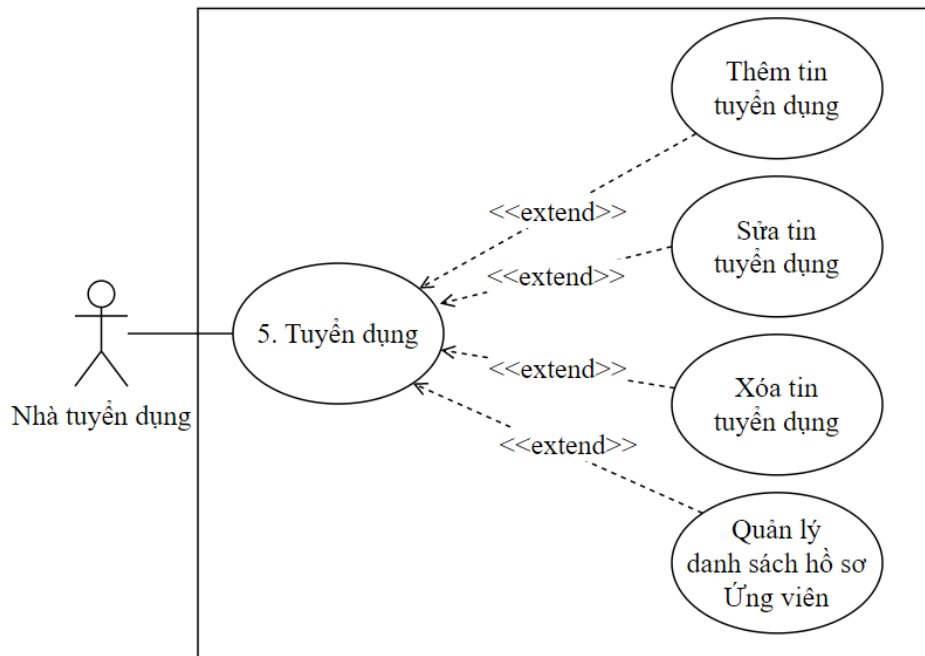 Thêm tin
tuyển dụng
<<extend>>
Sửa tin
tuyển dụng
<<extend>>
5. Tuyển dụng
<<extend>>
Xóa tin
tuyển dụng
Nhà tuyển dụng
<<extend>>
Quản lý
danh sách hồ sơ
Ứng viên